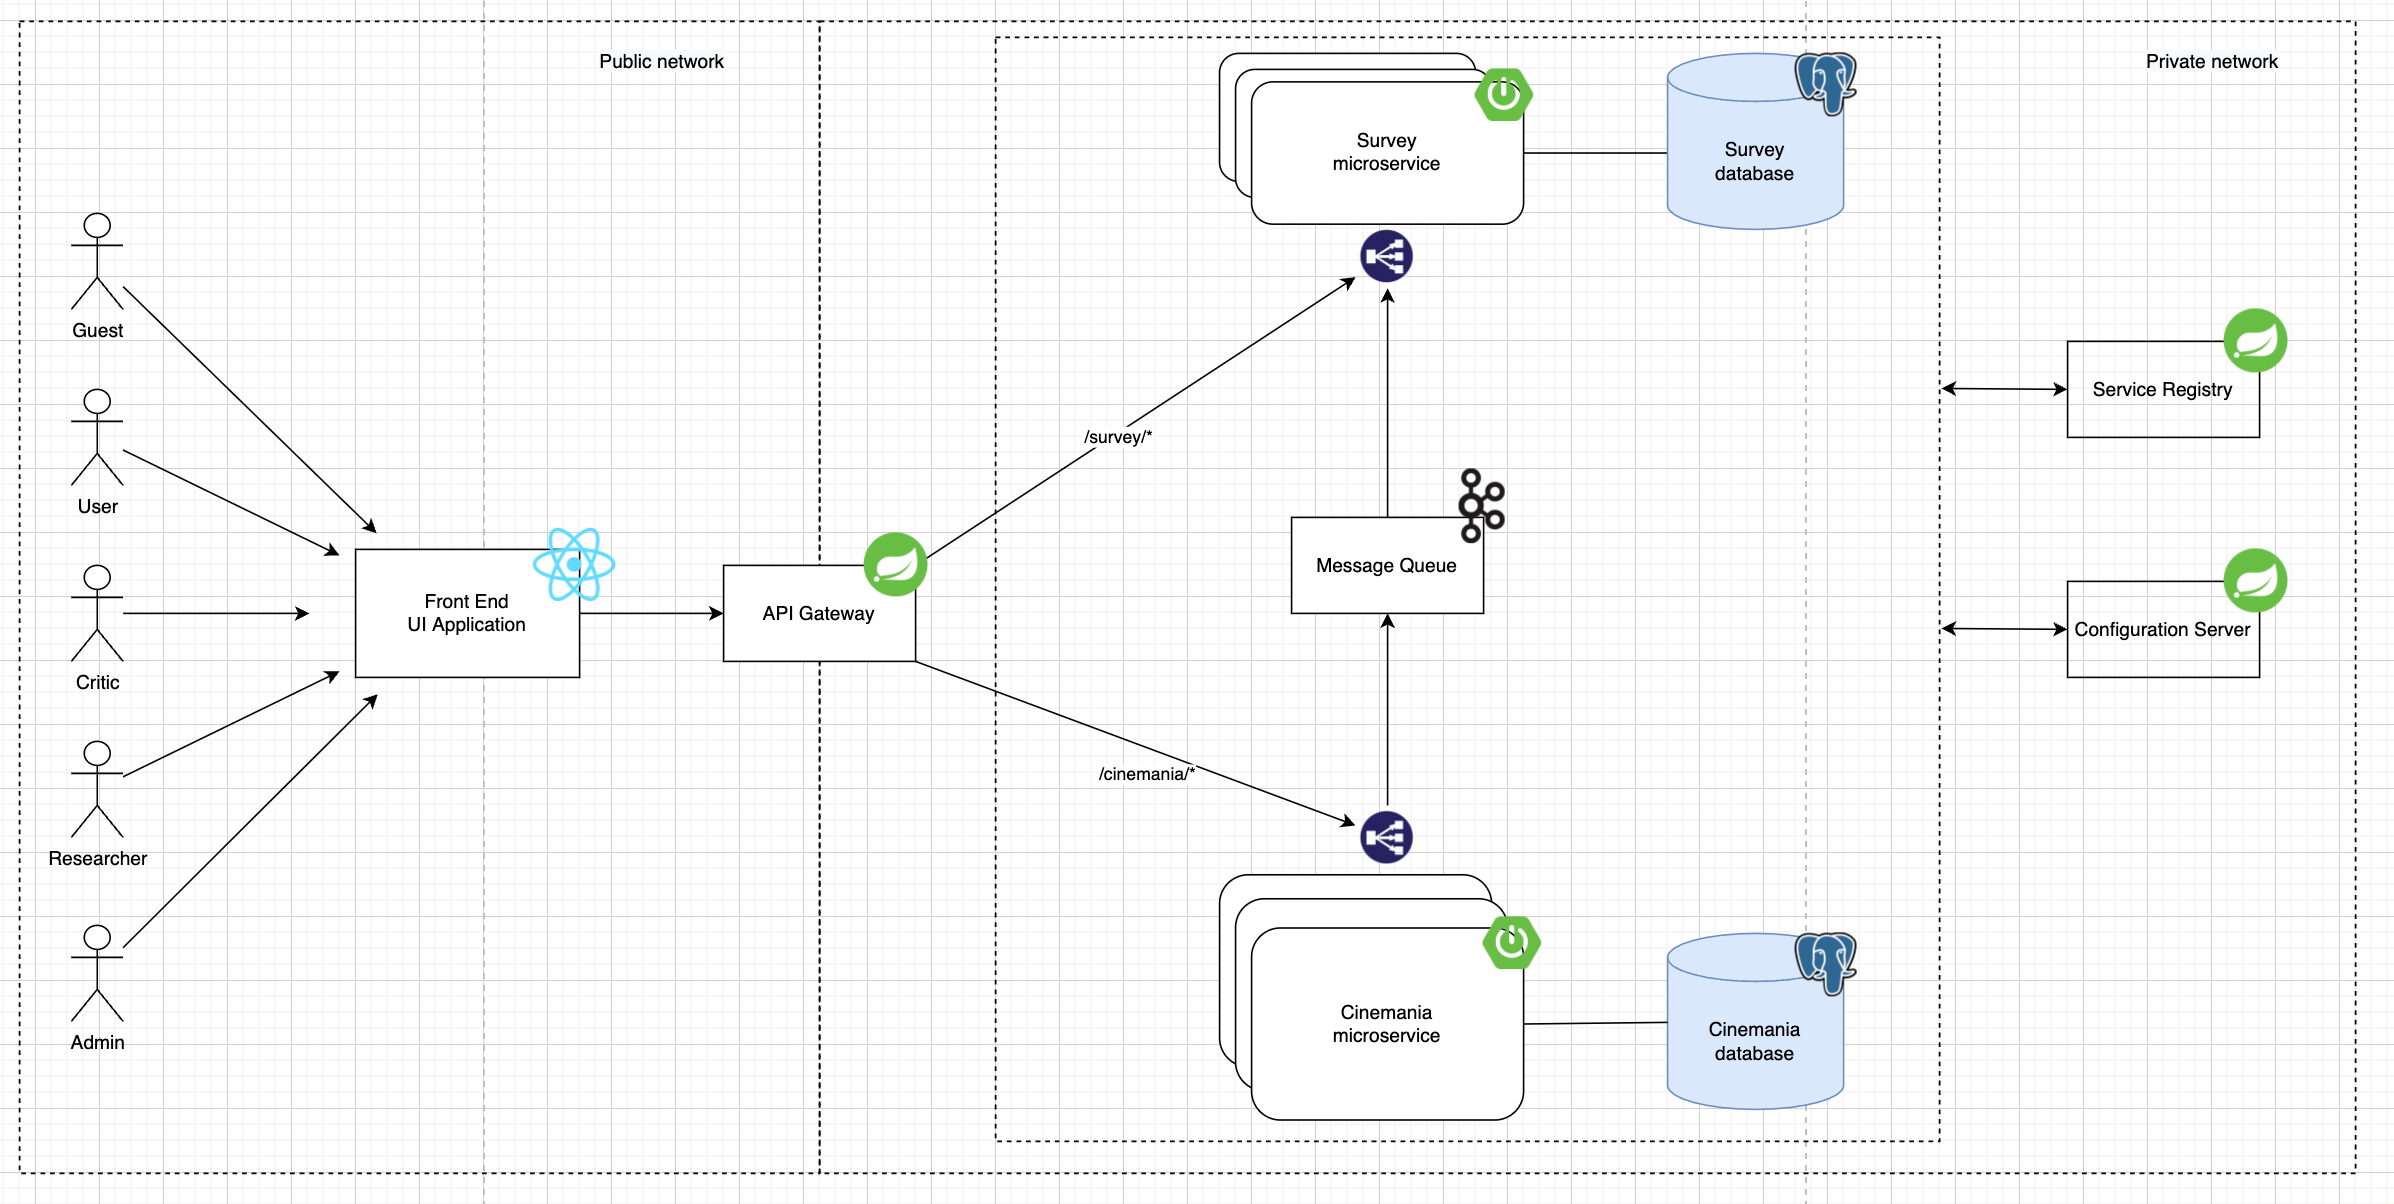 Public network
Private network
Survey
microservice
Survey
database
Guest
User
Critic
Researcher
Admin
Front End
UI Application
API Gateway
/survey/*
/cinemania/*
Message Queue
Service Registry
Configuration Server
Cinemania
microservice
Cinemania
database